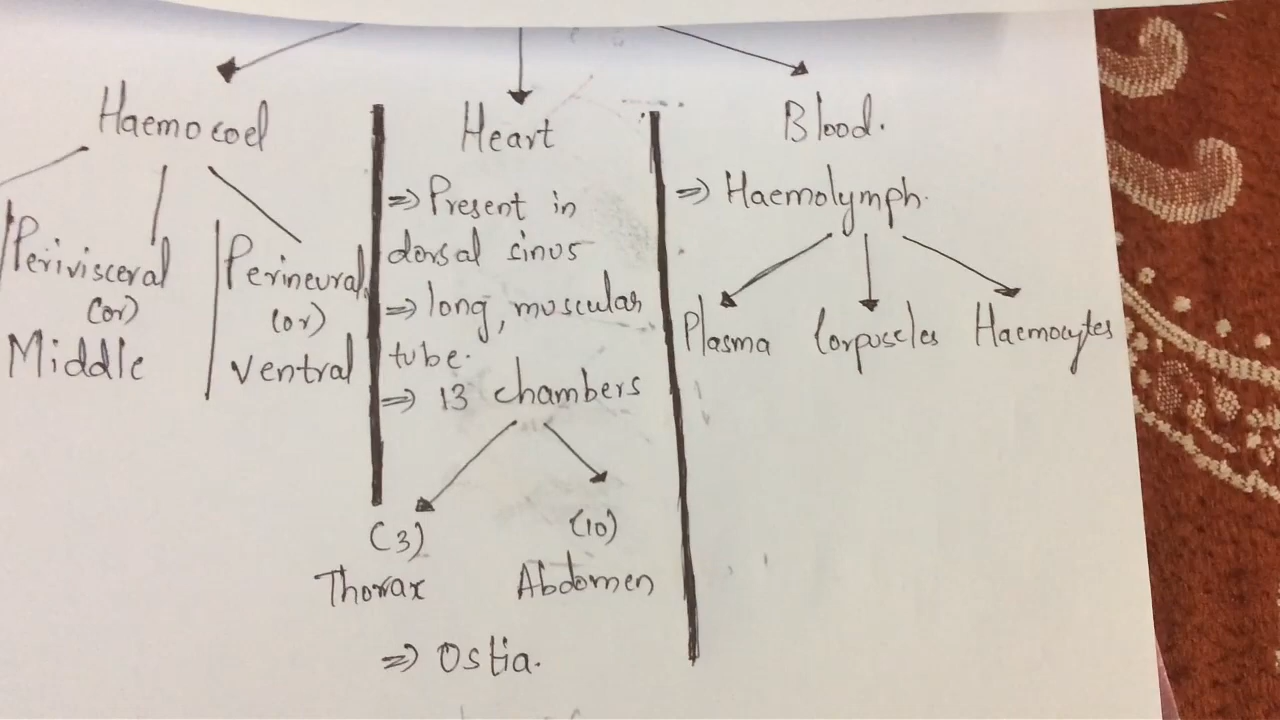 Haemocoel
Perivisceral
(or)
Middle
Perineural
(or)
ventral
Heart
⇒ Present in
dorsal sinus
⇒ long, muscular
tube.
⇒ 13 chambers
(3)
Thorax
(10)
Abdomen
⇒ Ostia.
Blood.
⇒ Haemolymph.
Plasma
Corpuscles
Haemocytes